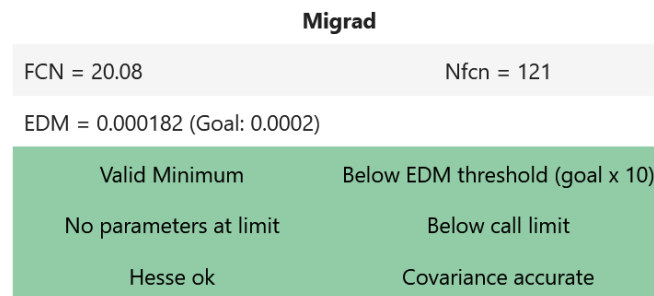 Migrad
FCN = 20.08 Nfcn = 121
EDM = 0.000182 (Goal: 0.0002)
Valid Minimum Below EDM threshold (goal x 10)
No parameters at limit Below call limit
Hesse ok Covariance accurate